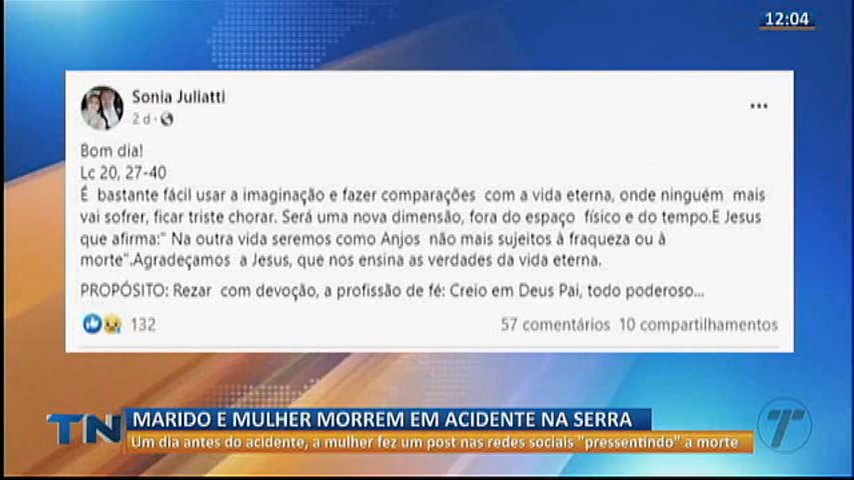 12:04
Sonia Juliatti
2 d ·
Bom dia!
Lc 20, 27-40
É bastante fácil usar a imaginação e fazer comparações com a vida eterna, onde ninguém mais
vai sofrer, ficar triste chorar. Será uma nova dimensão, fora do espaço físico e do tempo.E Jesus
que afirma:" Na outra vida seremos como Anjos não mais sujeitos à fraqueza ou à
morte".Agradeçamos a Jesus, que nos ensina as verdades da vida eterna.
PROPÓSITO: Rezar com devoção, a profissão de fé: Creio em Deus Pai, todo poderoso...
132
57 comentários 10 compartilhamentos
TN
MARIDO E MULHER MORREM EM ACIDENTE NA SERRA
Um dia antes do acidente, a mulher fez um post nas redes sociais "pressentindo" a morte